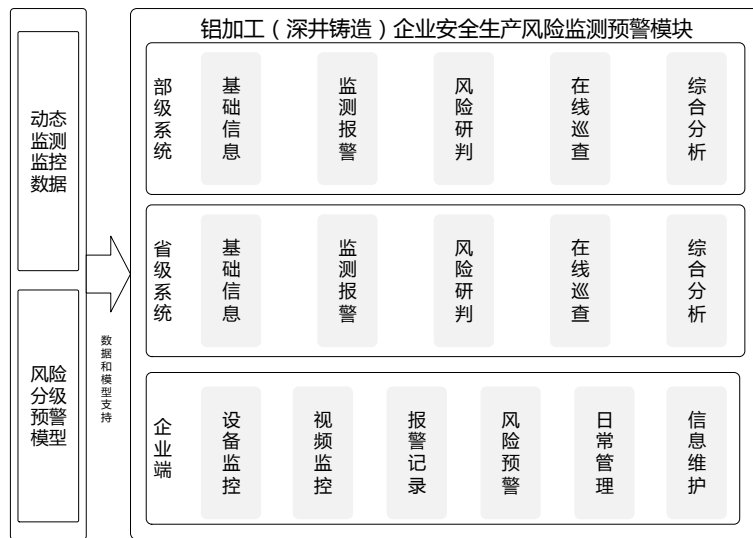 铝加工（深井铸造）企业安全生产风险监测预警模块
动态
监测
监控
数据
风险
分级
预警
模型
数据和模型支持
部级系统
基础信息
监测报警
风险研判
在线巡查
综合分析
省级系统
基础信息
监测报警
风险研判
在线巡查
综合分析
企业端
设备监控
视频监控
报警记录
风险预警
日常管理
信息维护